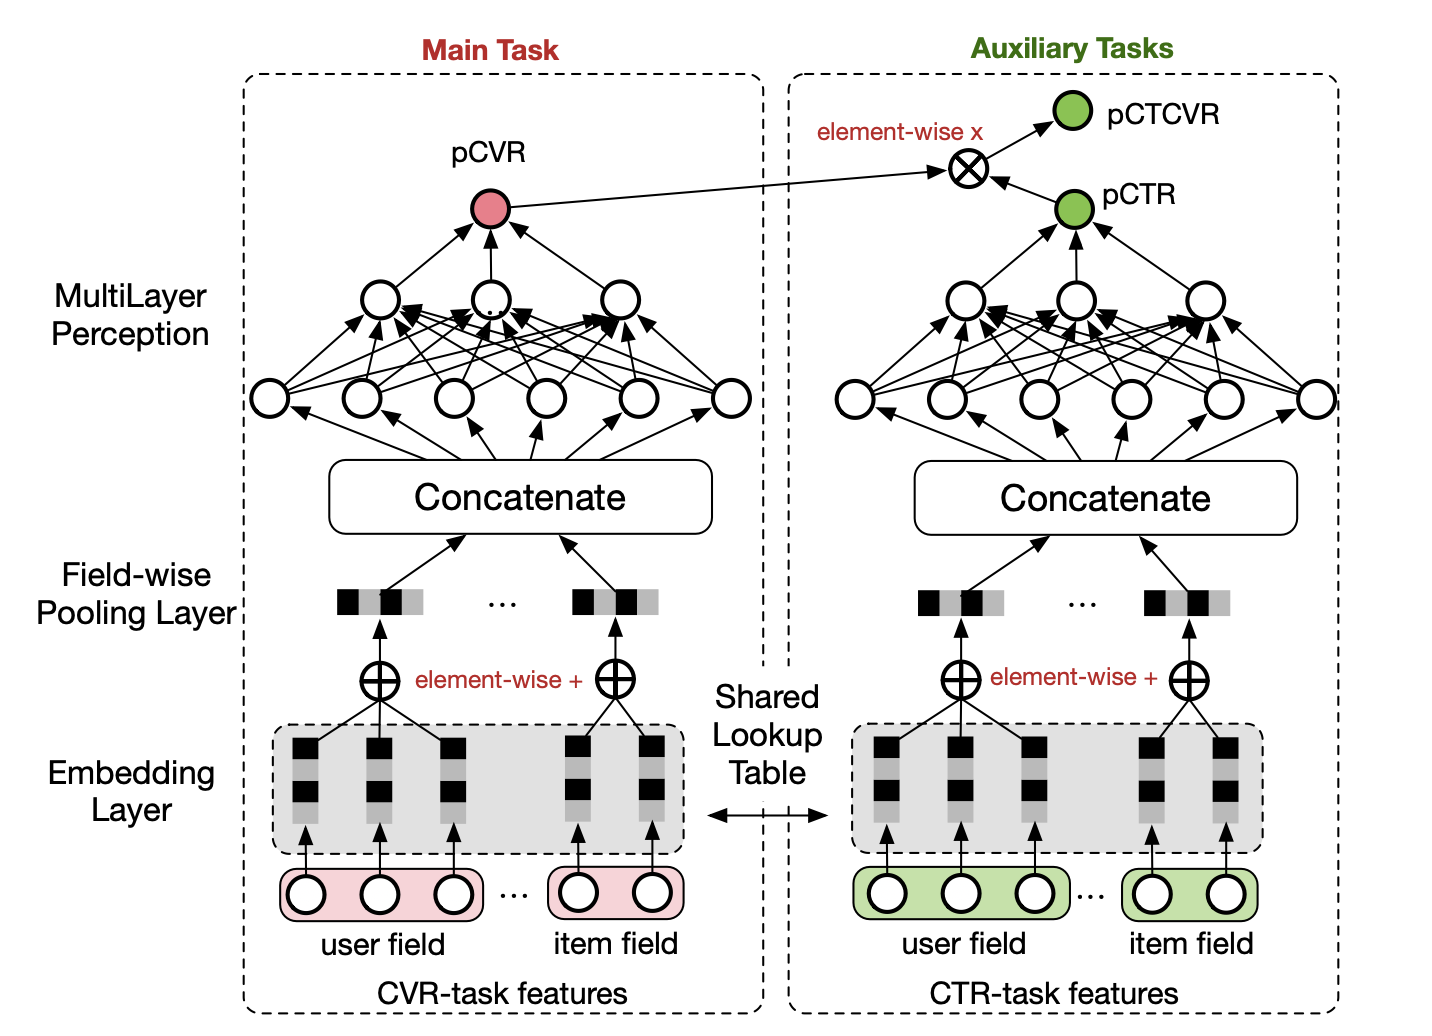 Main Task
Auxiliary Tasks
pCTCVR
element-wise x
pCVR
pCTR
MultiLayer
Perception
Concatenate
Concatenate
Field-wise
Pooling Layer
...
...
element-wise +
element-wise +
Shared
Lookup
Table
Embedding
Layer
...
...
user field
item field
user field
item field
CVR-task features
CTR-task features